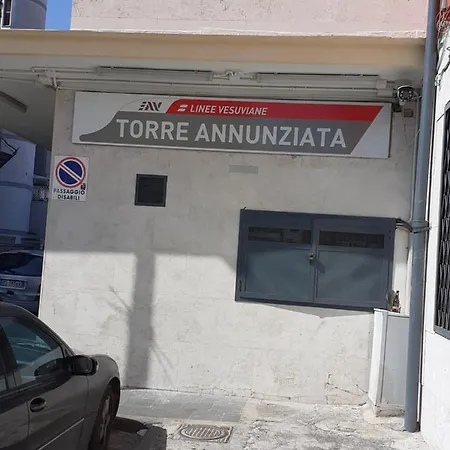 EAV LINEE VESUVIANE
TORRE ANNUNZIATA
PASSAGGIO
DISABILI